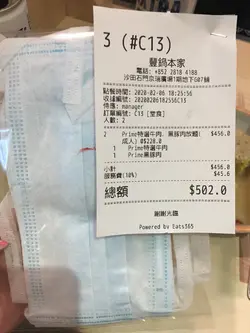 3 (#C13)
豐鍋本家
電話: +852 2818 4188
沙田石門京瑞廣場1期地下G07舖
點餐時間: 2020-02-06 18:25:56
收據編號: 20200206182556C13
侍應: manager
訂單編號: C13 [堂食]
人數: 2
2 Prime特選牛肉、黑豚肉放題( $456.0
成人) @$228.0
1 Prime特選牛肉
1 Prime黑豚肉
小計 $456.0
服務費(10%) $45.6
總額 $502.0
謝謝光臨
Powered by Eats365